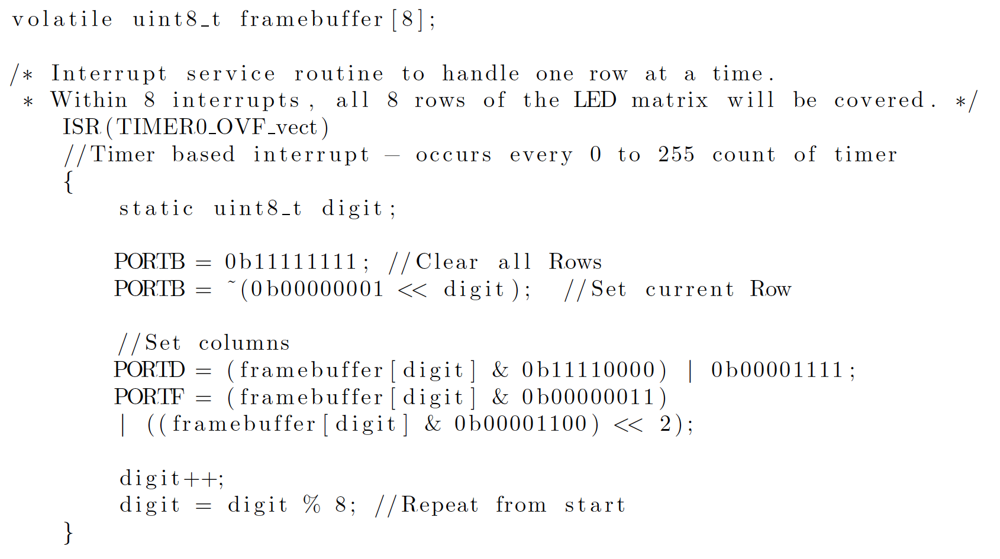 volatile uint8_t framebuffer[8];
/* Interrupt service routine to handle one row at a time.
* Within 8 interrupts, all 8 rows of the LED matrix will be covered. */
ISR(TIMER0_OVF_vect)
//Timer based interrupt – occurs every 0 to 255 count of timer
{
static uint8_t digit;
PORTB = 0b11111111; //Clear all Rows
PORTB = ~(0b00000001 << digit); //Set current Row
//Set columns
PORTD = (framebuffer[digit] & 0b11110000) | 0b00001111;
PORTF = (framebuffer[digit] & 0b00000011)
| ((framebuffer[digit] & 0b00001100) << 2);
digit++;
digit = digit % 8; //Repeat from start
}